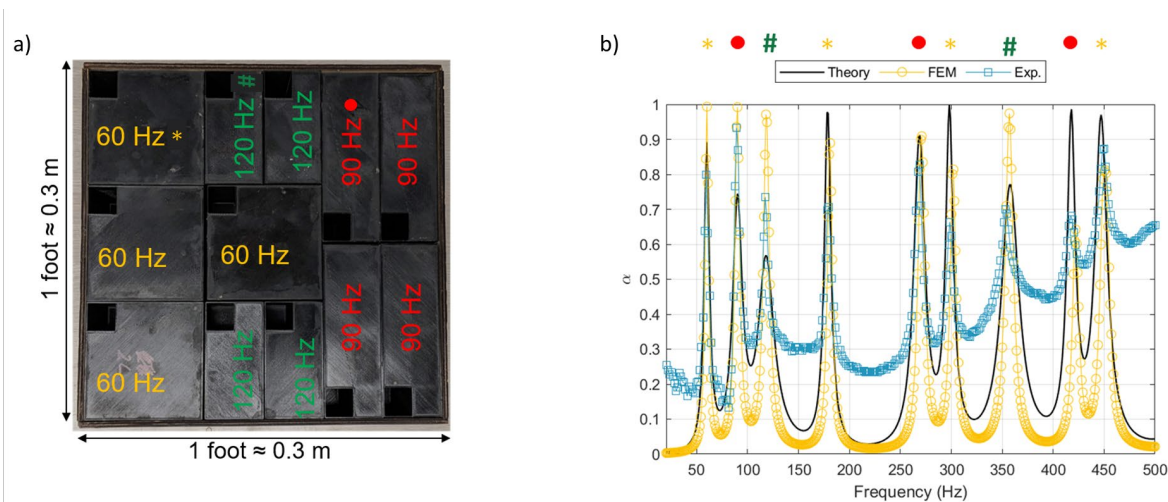 a)
1 foot ≈ 0.3 m
60 Hz *
120 Hz #
120 Hz
90 Hz ●
90 Hz
60 Hz
60 Hz
60 Hz
120 Hz
120 Hz
90 Hz
90 Hz
1 foot ≈ 0.3 m
b)
* ● # * ● * # ● *
Theory FEM Exp.
1
0.9
0.8
0.7
0.6
0.5
0.4
0.3
0.2
0.1
0
α
50 100 150 200 250 300 350 400 450 500
Frequency (Hz)